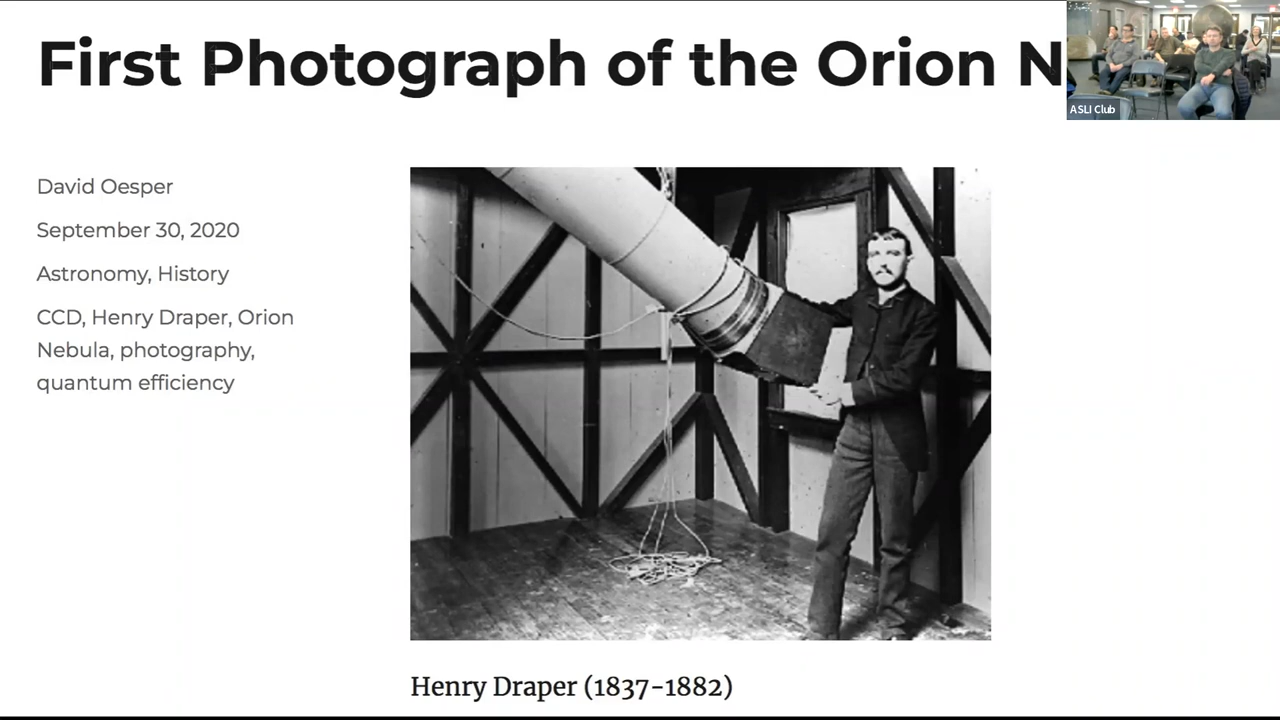 First Photograph of the Orion N
ASLI Club
David Oesper
September 30, 2020
Astronomy, History
CCD, Henry Draper, Orion
Nebula, photography,
quantum efficiency
Henry Draper (1837-1882)